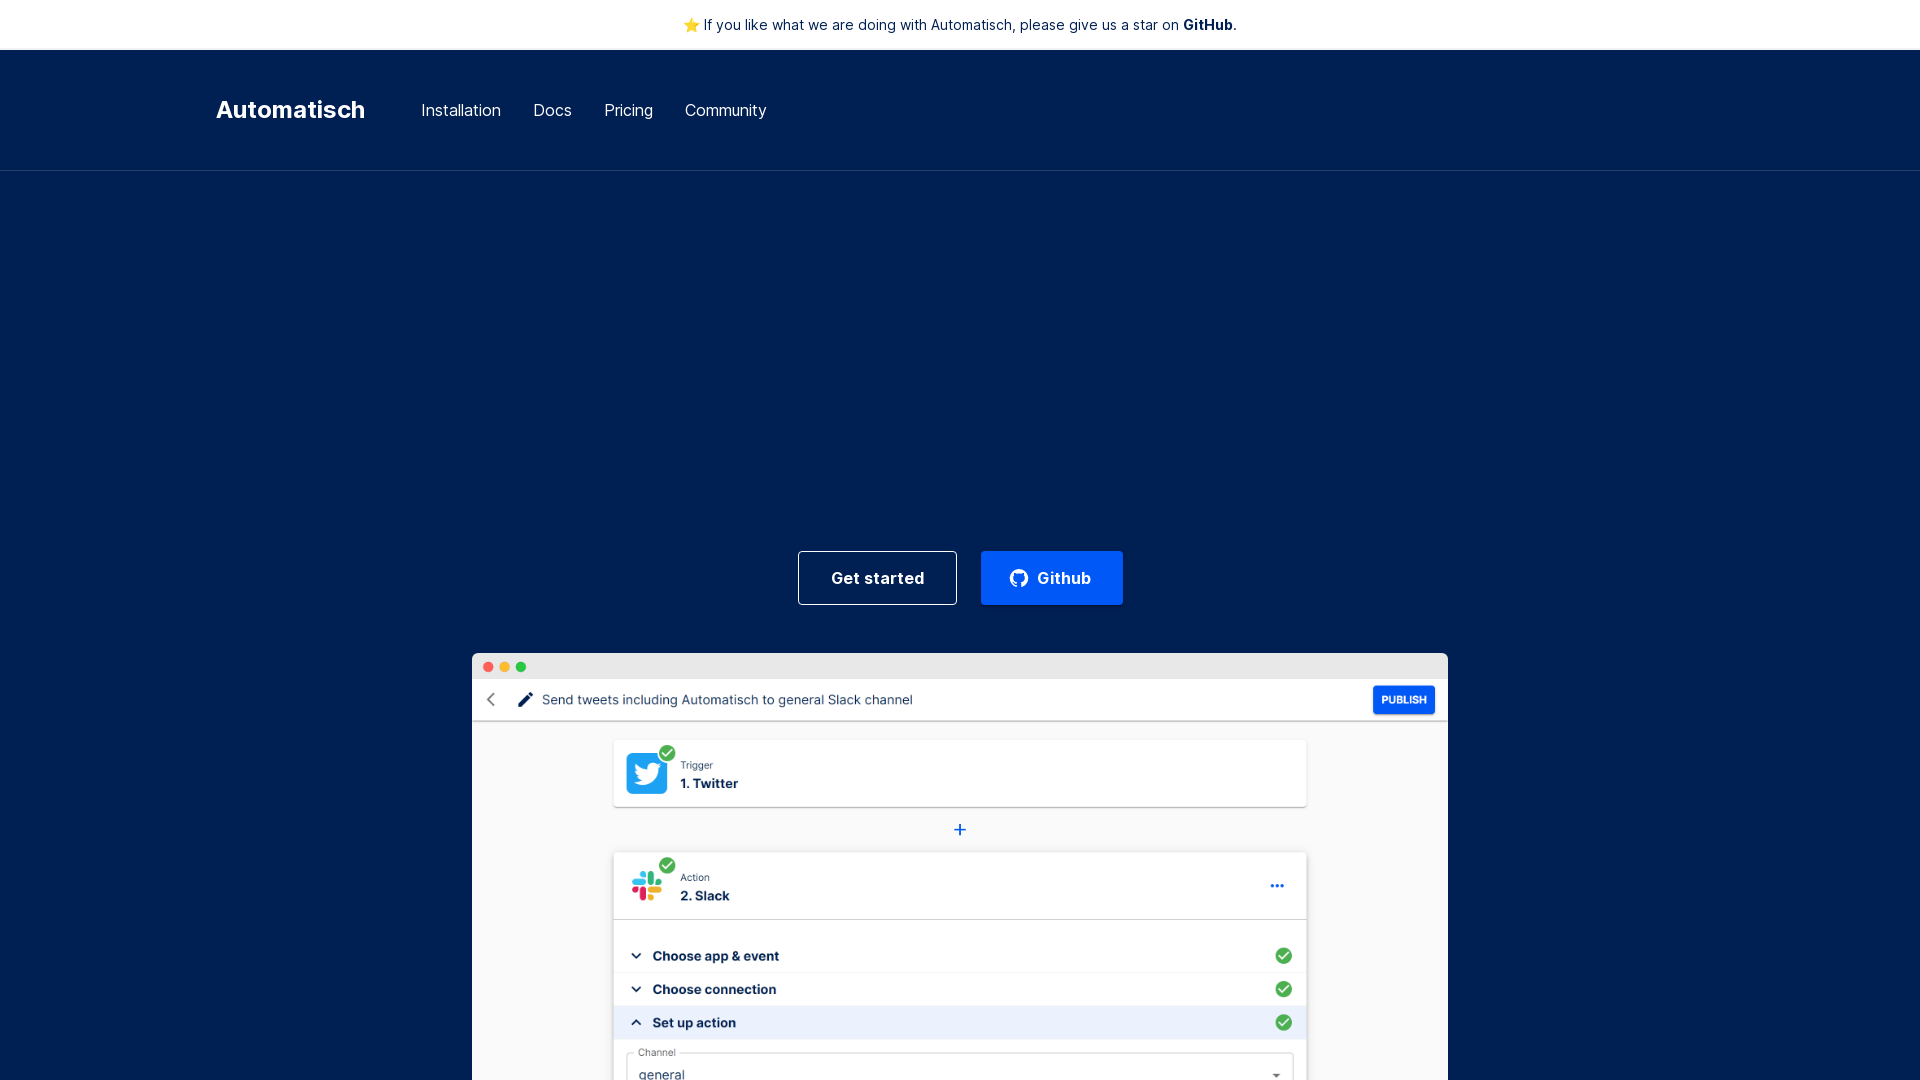 ⭐ If you like what we are doing with Automatisch, please give us a star on GitHub.
Automatisch
Installation
Docs
Pricing
Community
Get started
Github
Send tweets including Automatisch to general Slack channel
PUBLISH
Trigger
1. Twitter
+
Action
2. Slack
Choose app & event
Choose connection
Set up action
Channel
general